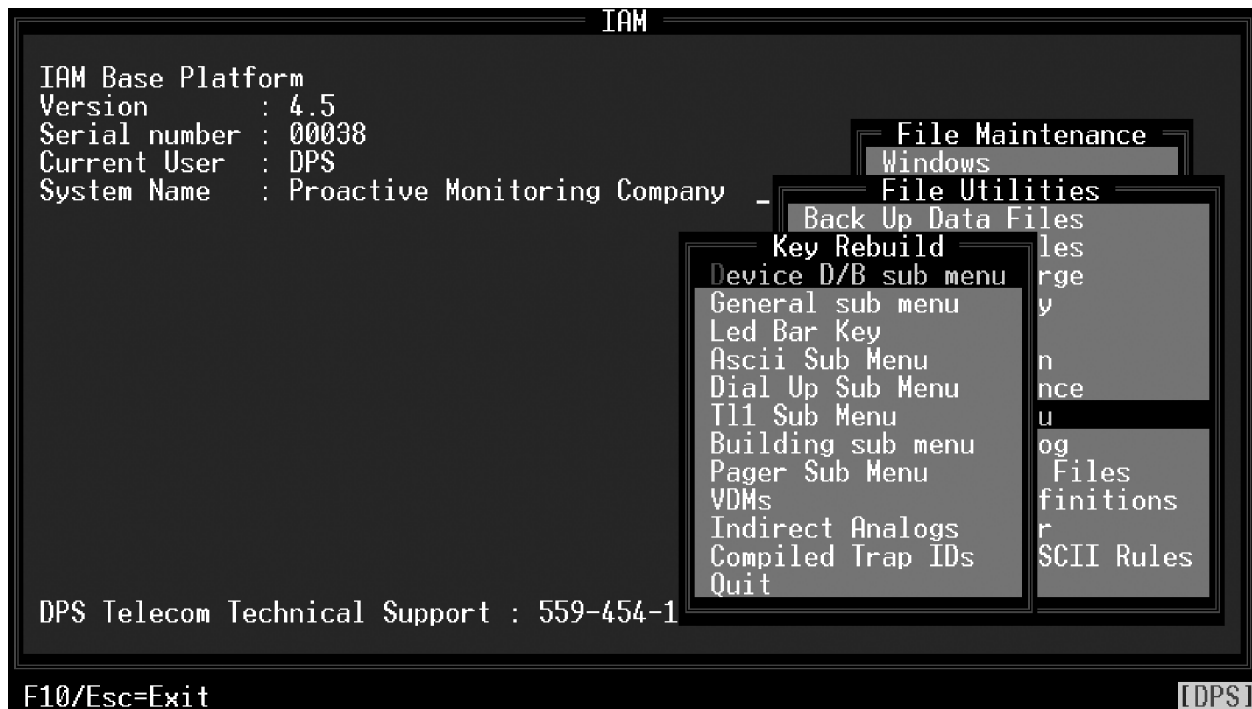 IAM
IAM Base Platform
Version : 4.5
Serial number : 00038
Current User : DPS
System Name : Proactive Monitoring Company _
File Maintenance
Windows
File Utilities
Back Up Data Files
les
rge
y
n
nce
u
og
Files
finitions
r
SCII Rules
Key Rebuild
Device D/B sub menu
General sub menu
Led Bar Key
Ascii Sub Menu
Dial Up Sub Menu
Tl1 Sub Menu
Building sub menu
Pager Sub Menu
VDMs
Indirect Analogs
Compiled Trap IDs
Quit
DPS Telecom Technical Support : 559-454-1
F10/Esc=Exit
[DPS]